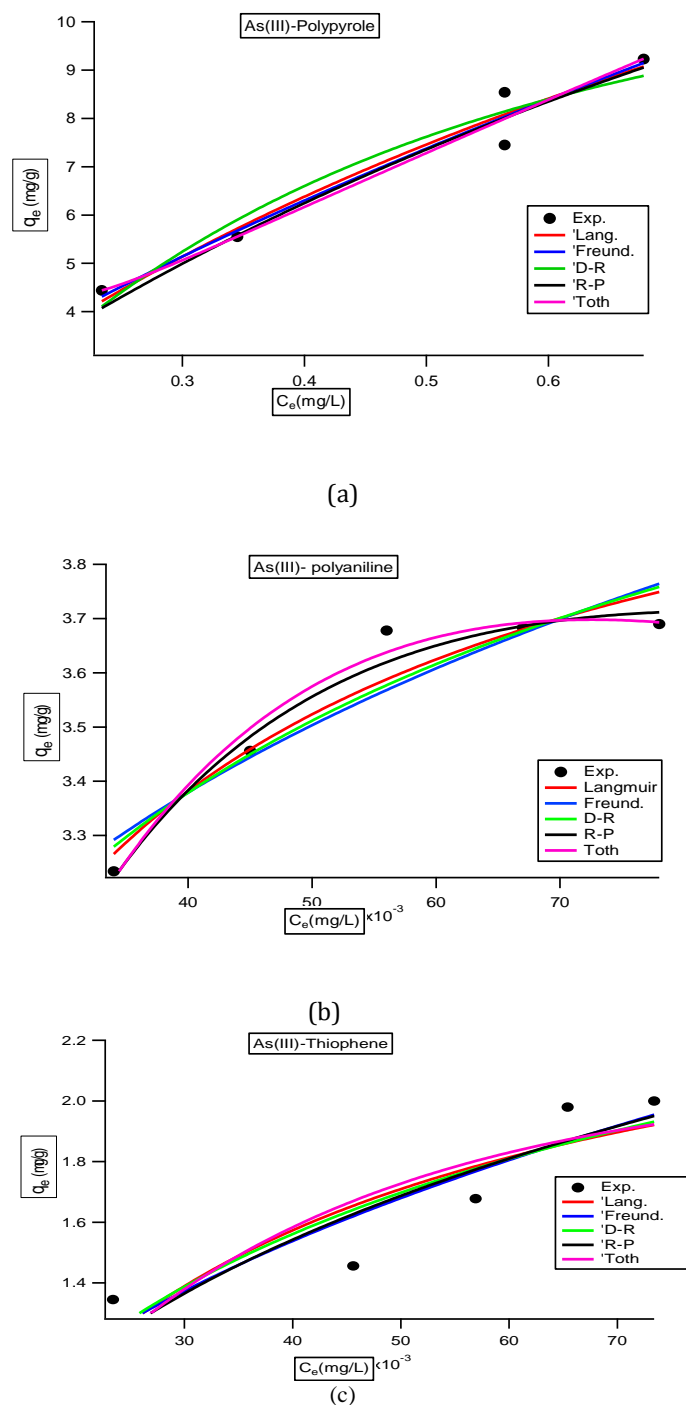 As(III)-Polypyrole
10
9
8
7
6
5
4
qe (mg/g)
Exp.
'Lang.
'Freund.
'D-R
'R-P
'Toth
0.3 0.4 0.5 0.6
Ce(mg/L)
(a)
As(III)- polyaniline
3.8
3.7
3.6
3.5
3.4
3.3
qe (mg/g)
Exp.
Langmuir
Freund.
D-R
R-P
Toth
40 50 60 70
Ce(mg/L) x10-3
(b)
As(III)-Thiophene
2.2
2.0
1.8
1.6
1.4
qe (mg/g)
Exp.
'Lang.
'Freund.
'D-R
'R-P
'Toth
30 40 50 60 70
Ce(mg/L) x10-3
(c)